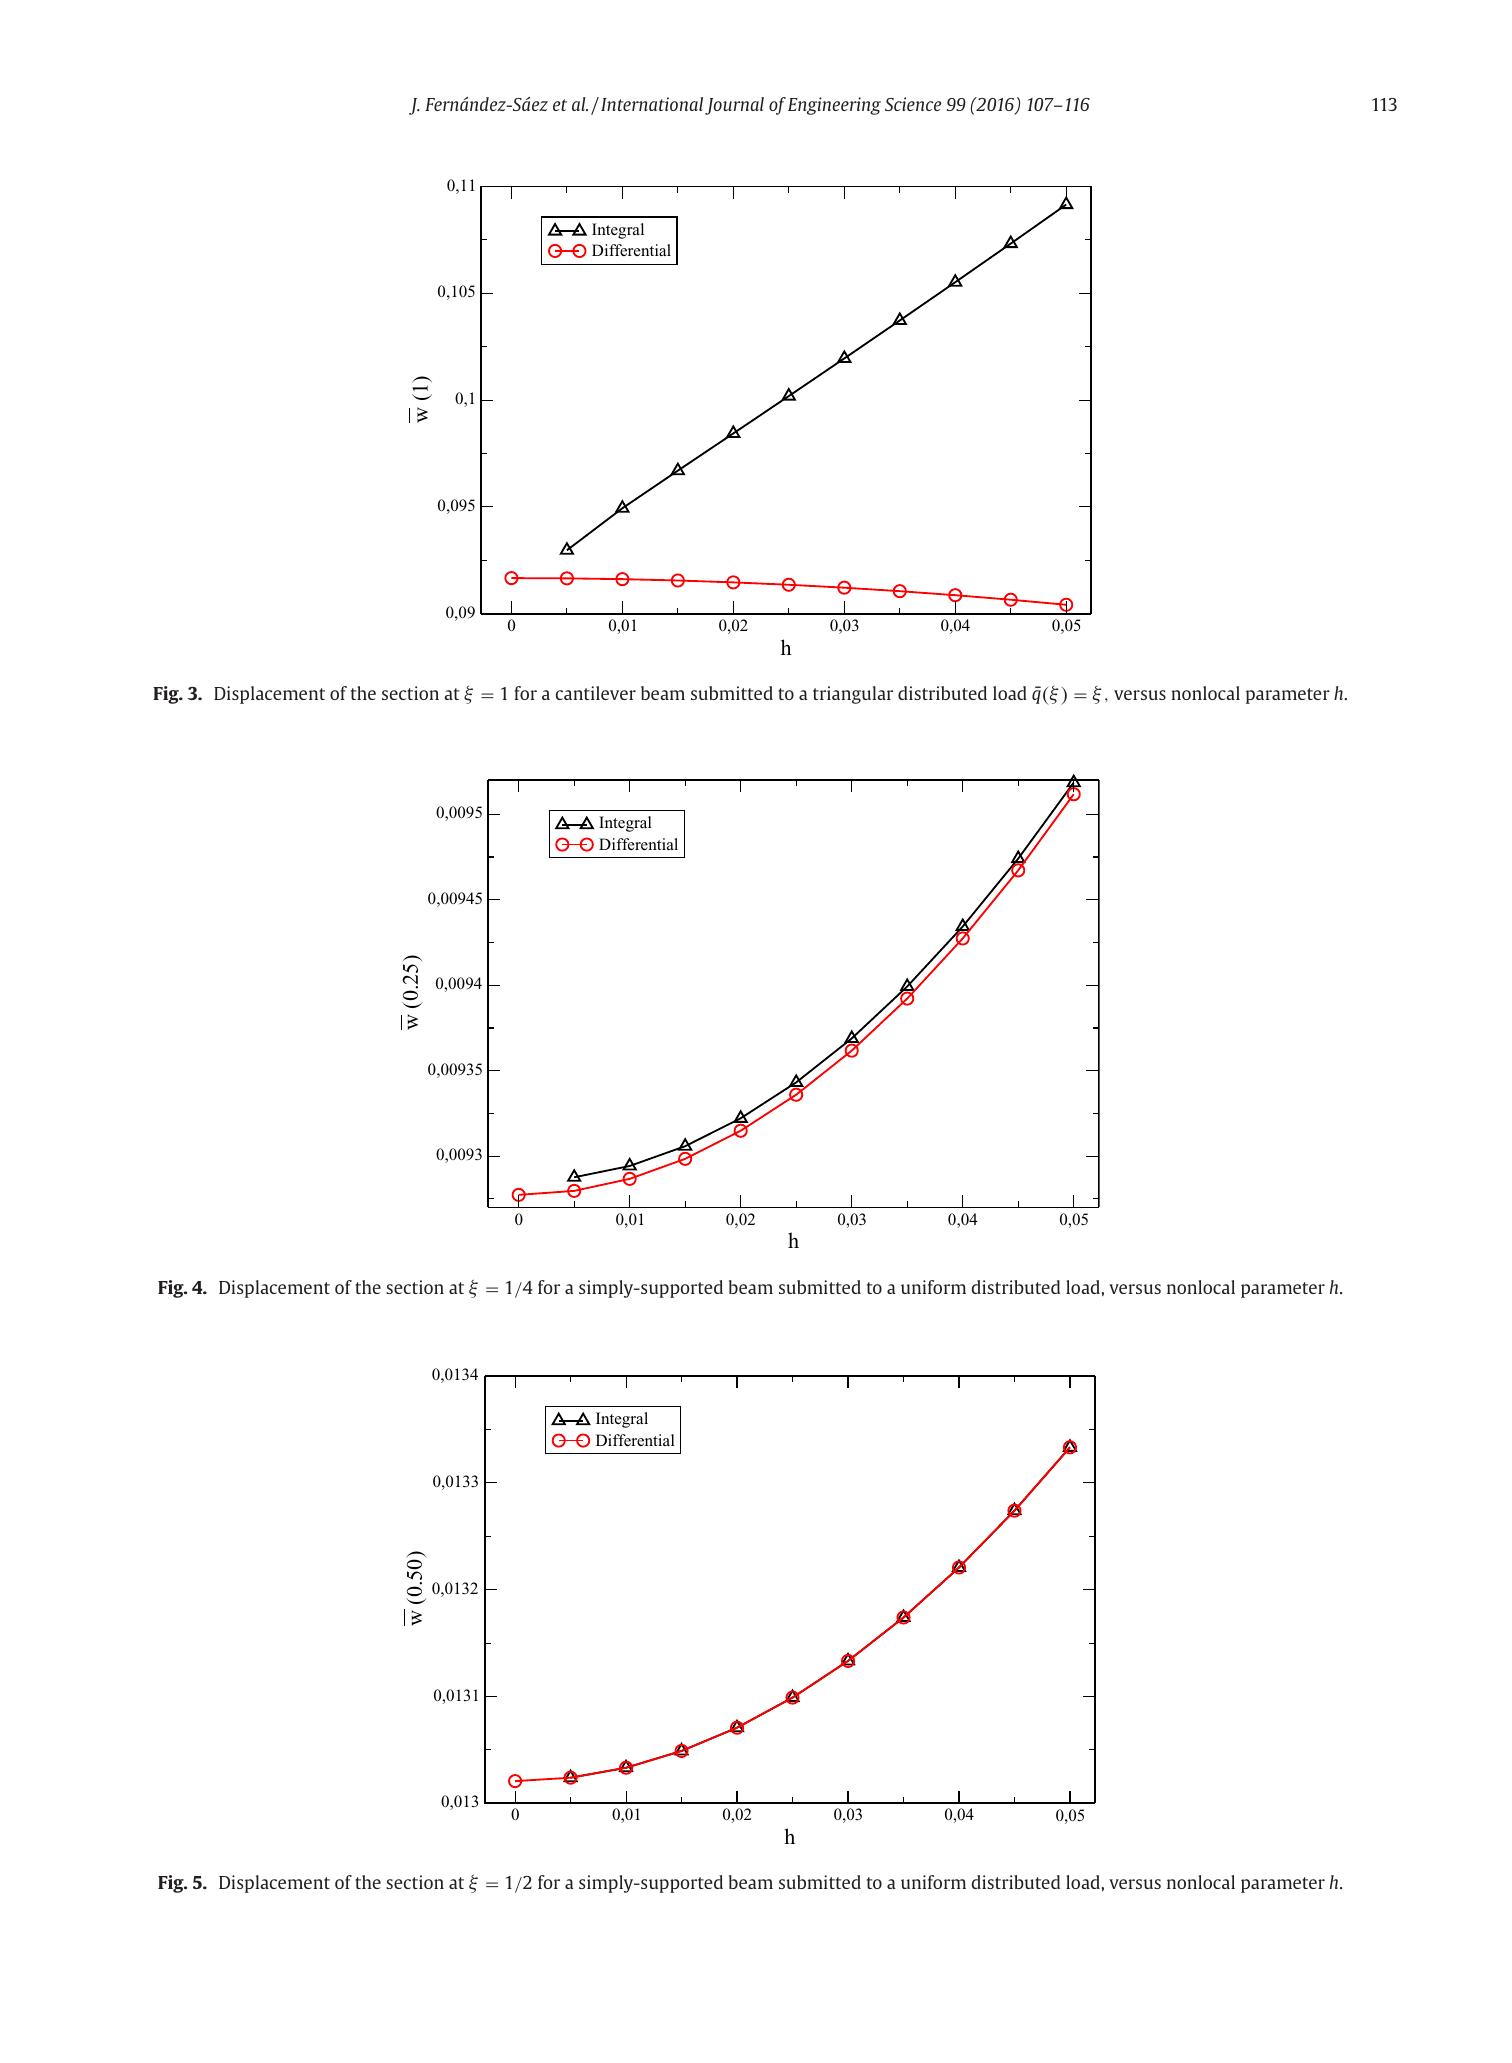 J. Fernández-Sáez et al. / International Journal of Engineering Science 99 (2016) 107–116
113
0,11
Integral
Differential
0,105
0,1
w̅ (1)
0,095
0,09
0 0,01 0,02 0,03 0,04 0,05
h
Fig. 3. Displacement of the section at ξ = 1 for a cantilever beam submitted to a triangular distributed load q̄(ξ) = ξ, versus nonlocal parameter h.
0,0095
Integral
Differential
0,00945
0,0094
w̅ (0.25)
0,00935
0,0093
0 0,01 0,02 0,03 0,04 0,05
h
Fig. 4. Displacement of the section at ξ = 1/4 for a simply-supported beam submitted to a uniform distributed load, versus nonlocal parameter h.
0,0134
Integral
Differential
0,0133
0,0132
w̅ (0.50)
0,0131
0,013
0 0,01 0,02 0,03 0,04 0,05
h
Fig. 5. Displacement of the section at ξ = 1/2 for a simply-supported beam submitted to a uniform distributed load, versus nonlocal parameter h.